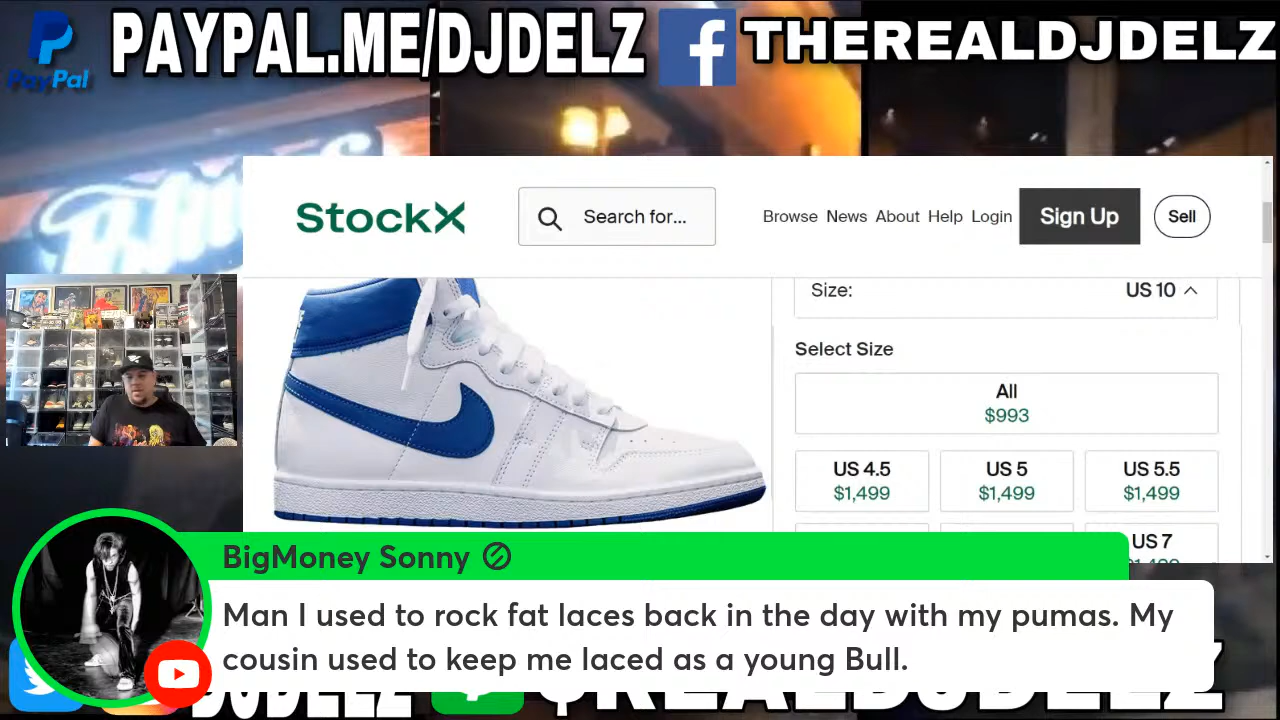 PAYPAL.ME/DJDELZ
THEREALDJDELZ
PayPal
StockX
Search for...
Browse News About Help Login
Sign Up
Sell
Size:
US 10
Select Size
All
$993
US 4.5
$1,499
US 5
$1,499
US 5.5
$1,499
US 7
BigMoney Sonny
Man I used to rock fat laces back in the day with my pumas. My
cousin used to keep me laced as a young Bull.